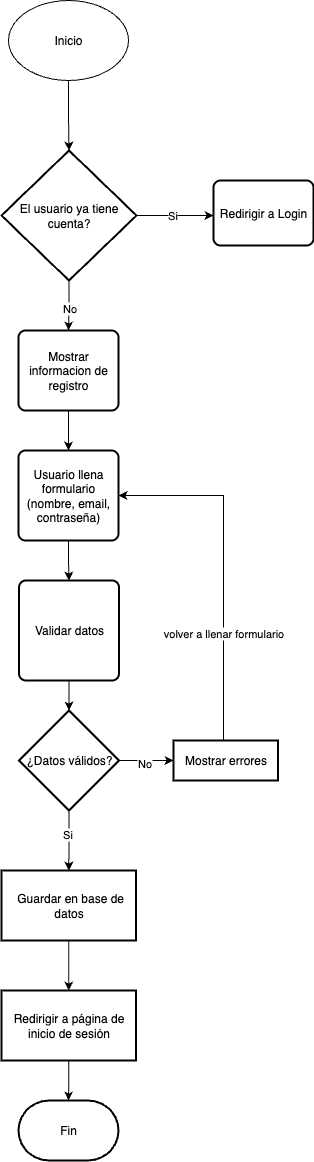 Inicio
El usuario ya tiene
cuenta?
Si
Redirigir a Login
No
Mostrar
informacion de
registro
Usuario llena
formulario
(nombre, email,
contraseña)
Validar datos
volver a llenar formulario
¿Datos válidos?
No
Mostrar errores
Si
Guardar en base de
datos
Redirigir a página de
inicio de sesión
Fin